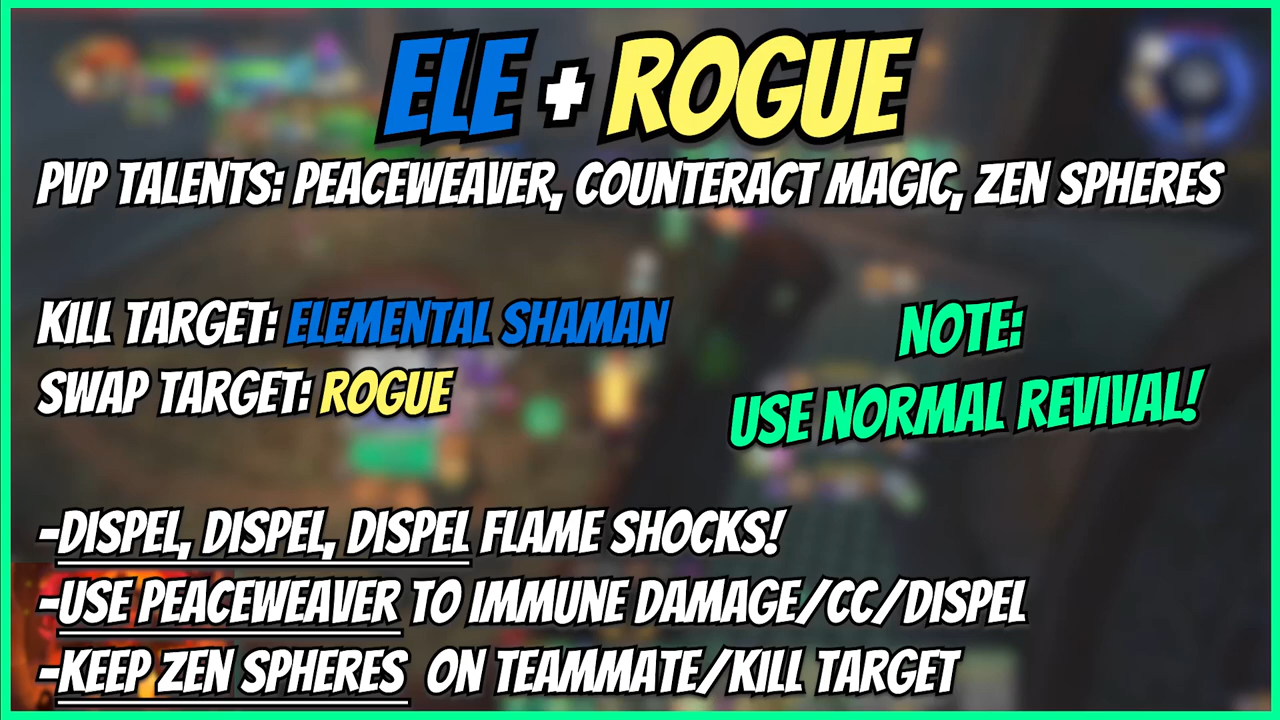 ELE + ROGUE
PVP TALENTS: PEACEWEAVER, COUNTERACT MAGIC, ZEN SPHERES
KILL TARGET: ELEMENTAL SHAMAN
SWAP TARGET: ROGUE
NOTE:
USE NORMAL REVIVAL!
-DISPEL, DISPEL, DISPEL FLAME SHOCKS!
-USE PEACEWEAVER TO IMMUNE DAMAGE/CC/DISPEL
-KEEP ZEN SPHERES ON TEAMMATE/KILL TARGET